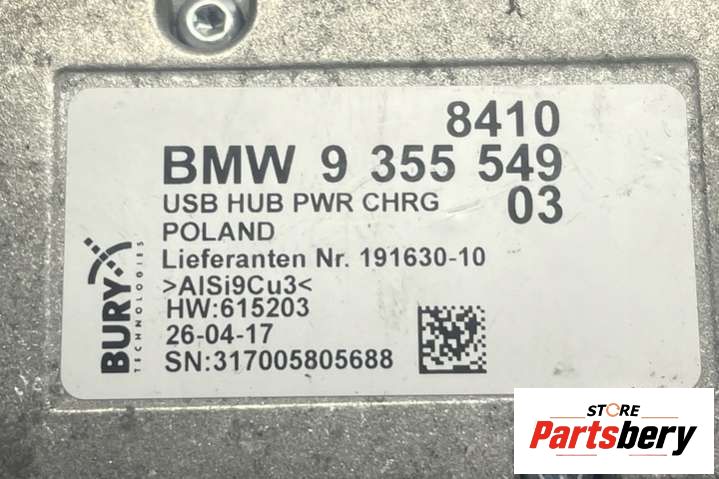 8410
BMW 9 355 549
USB HUB PWR CHRG 03
POLAND
Lieferanten Nr. 191630-10
>AlSi9Cu3<
HW:615203
26-04-17
SN:317005805688
BURY
TECHNOLOGIES
STORE
Partsbery